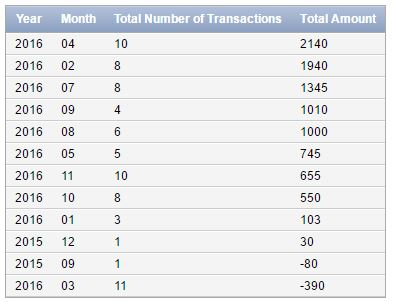 Year Month Total Number of Transactions Total Amount
2016 04 10 2140
2016 02 8 1940
2016 07 8 1345
2016 09 4 1010
2016 08 6 1000
2016 05 5 745
2016 11 10 655
2016 10 8 550
2016 01 3 103
2015 12 1 30
2015 09 1 -80
2016 03 11 -390